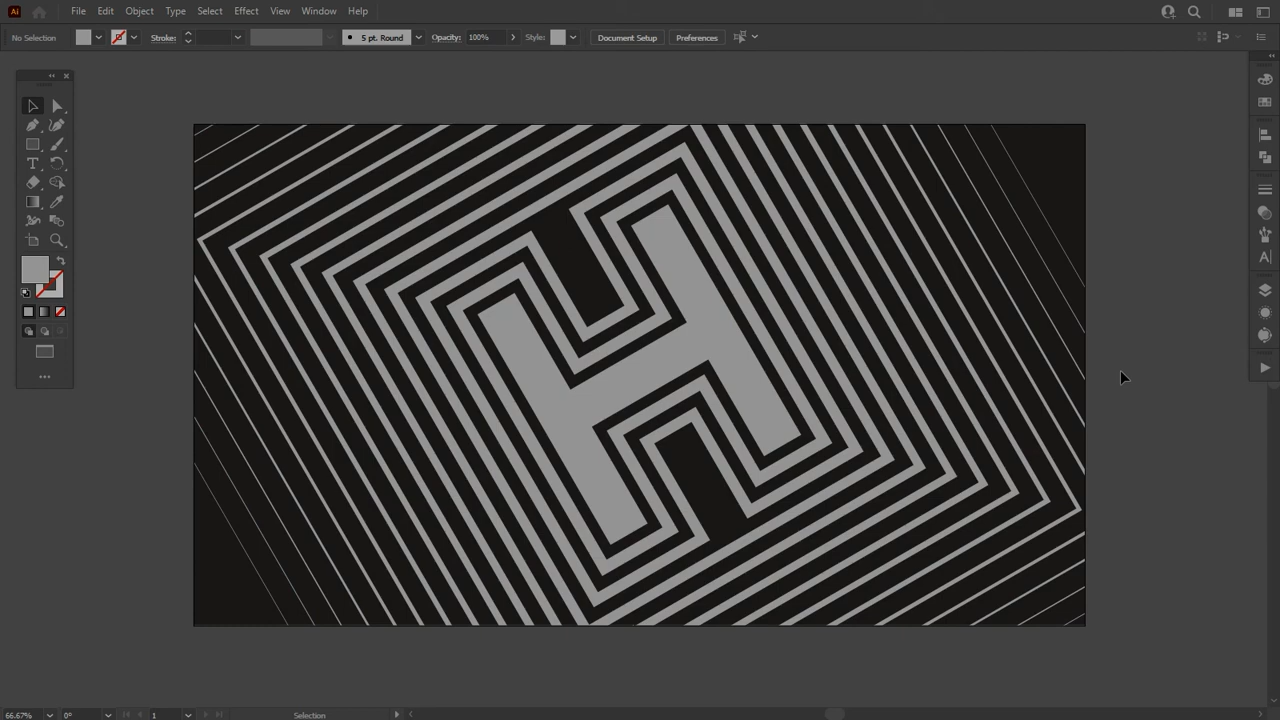 Ai File Edit Object Type Select Effect View Window Help
No Selection Stroke: 5 pt. Round Opacity: 100% Style: Document Setup Preferences
H
66.67% 0° 1 Selection